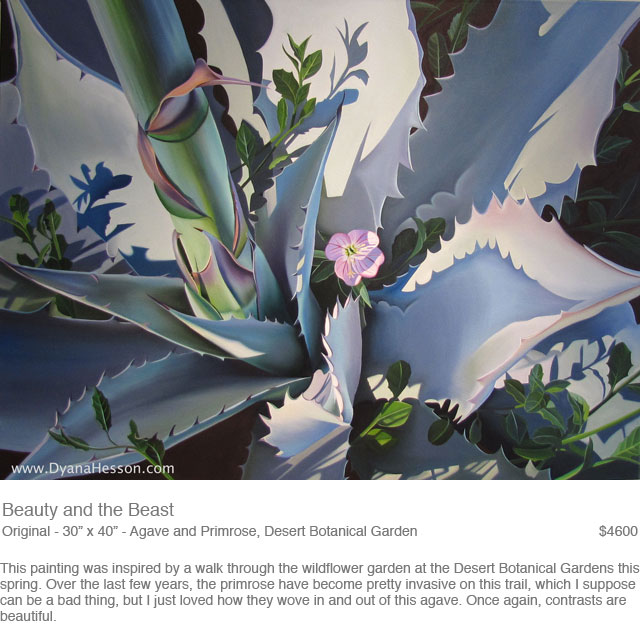 www.DyanaHesson.com
Beauty and the Beast
Original - 30” x 40” - Agave and Primrose, Desert Botanical Garden $4600
This painting was inspired by a walk through the wildflower garden at the Desert Botanical Gardens this
spring. Over the last few years, the primrose have become pretty invasive on this trail, which I suppose
can be a bad thing, but I just loved how they wove in and out of this agave. Once again, contrasts are
beautiful.